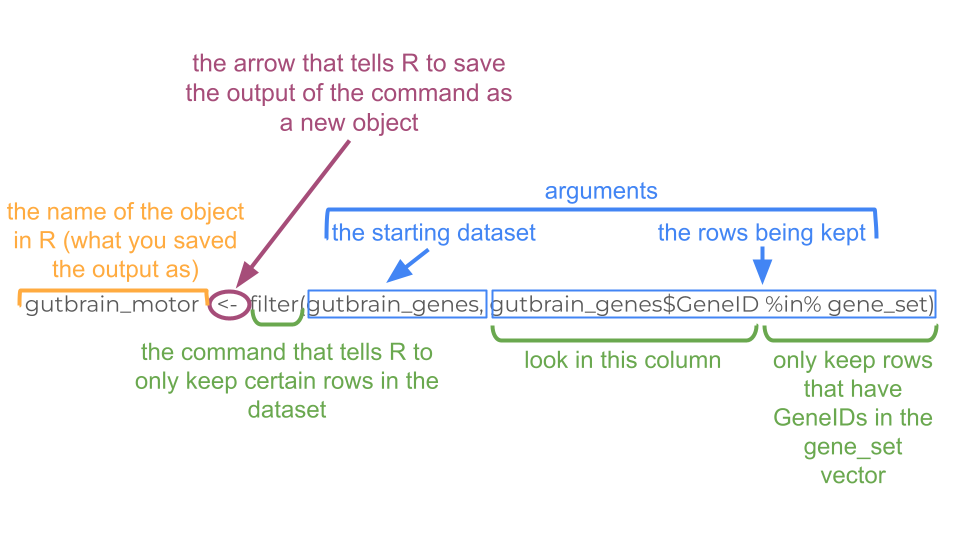 the arrow that tells R to save
the output of the command as
a new object
arguments
the name of the object
in R (what you saved
the output as)
the starting dataset
the rows being kept
gutbrain_motor <- filter(gutbrain_genes, gutbrain_genes$GeneID %in% gene_set)
the command that tells R to
only keep certain rows in the
dataset
look in this column
only keep rows
that have
GeneIDs in the
gene_set
vector